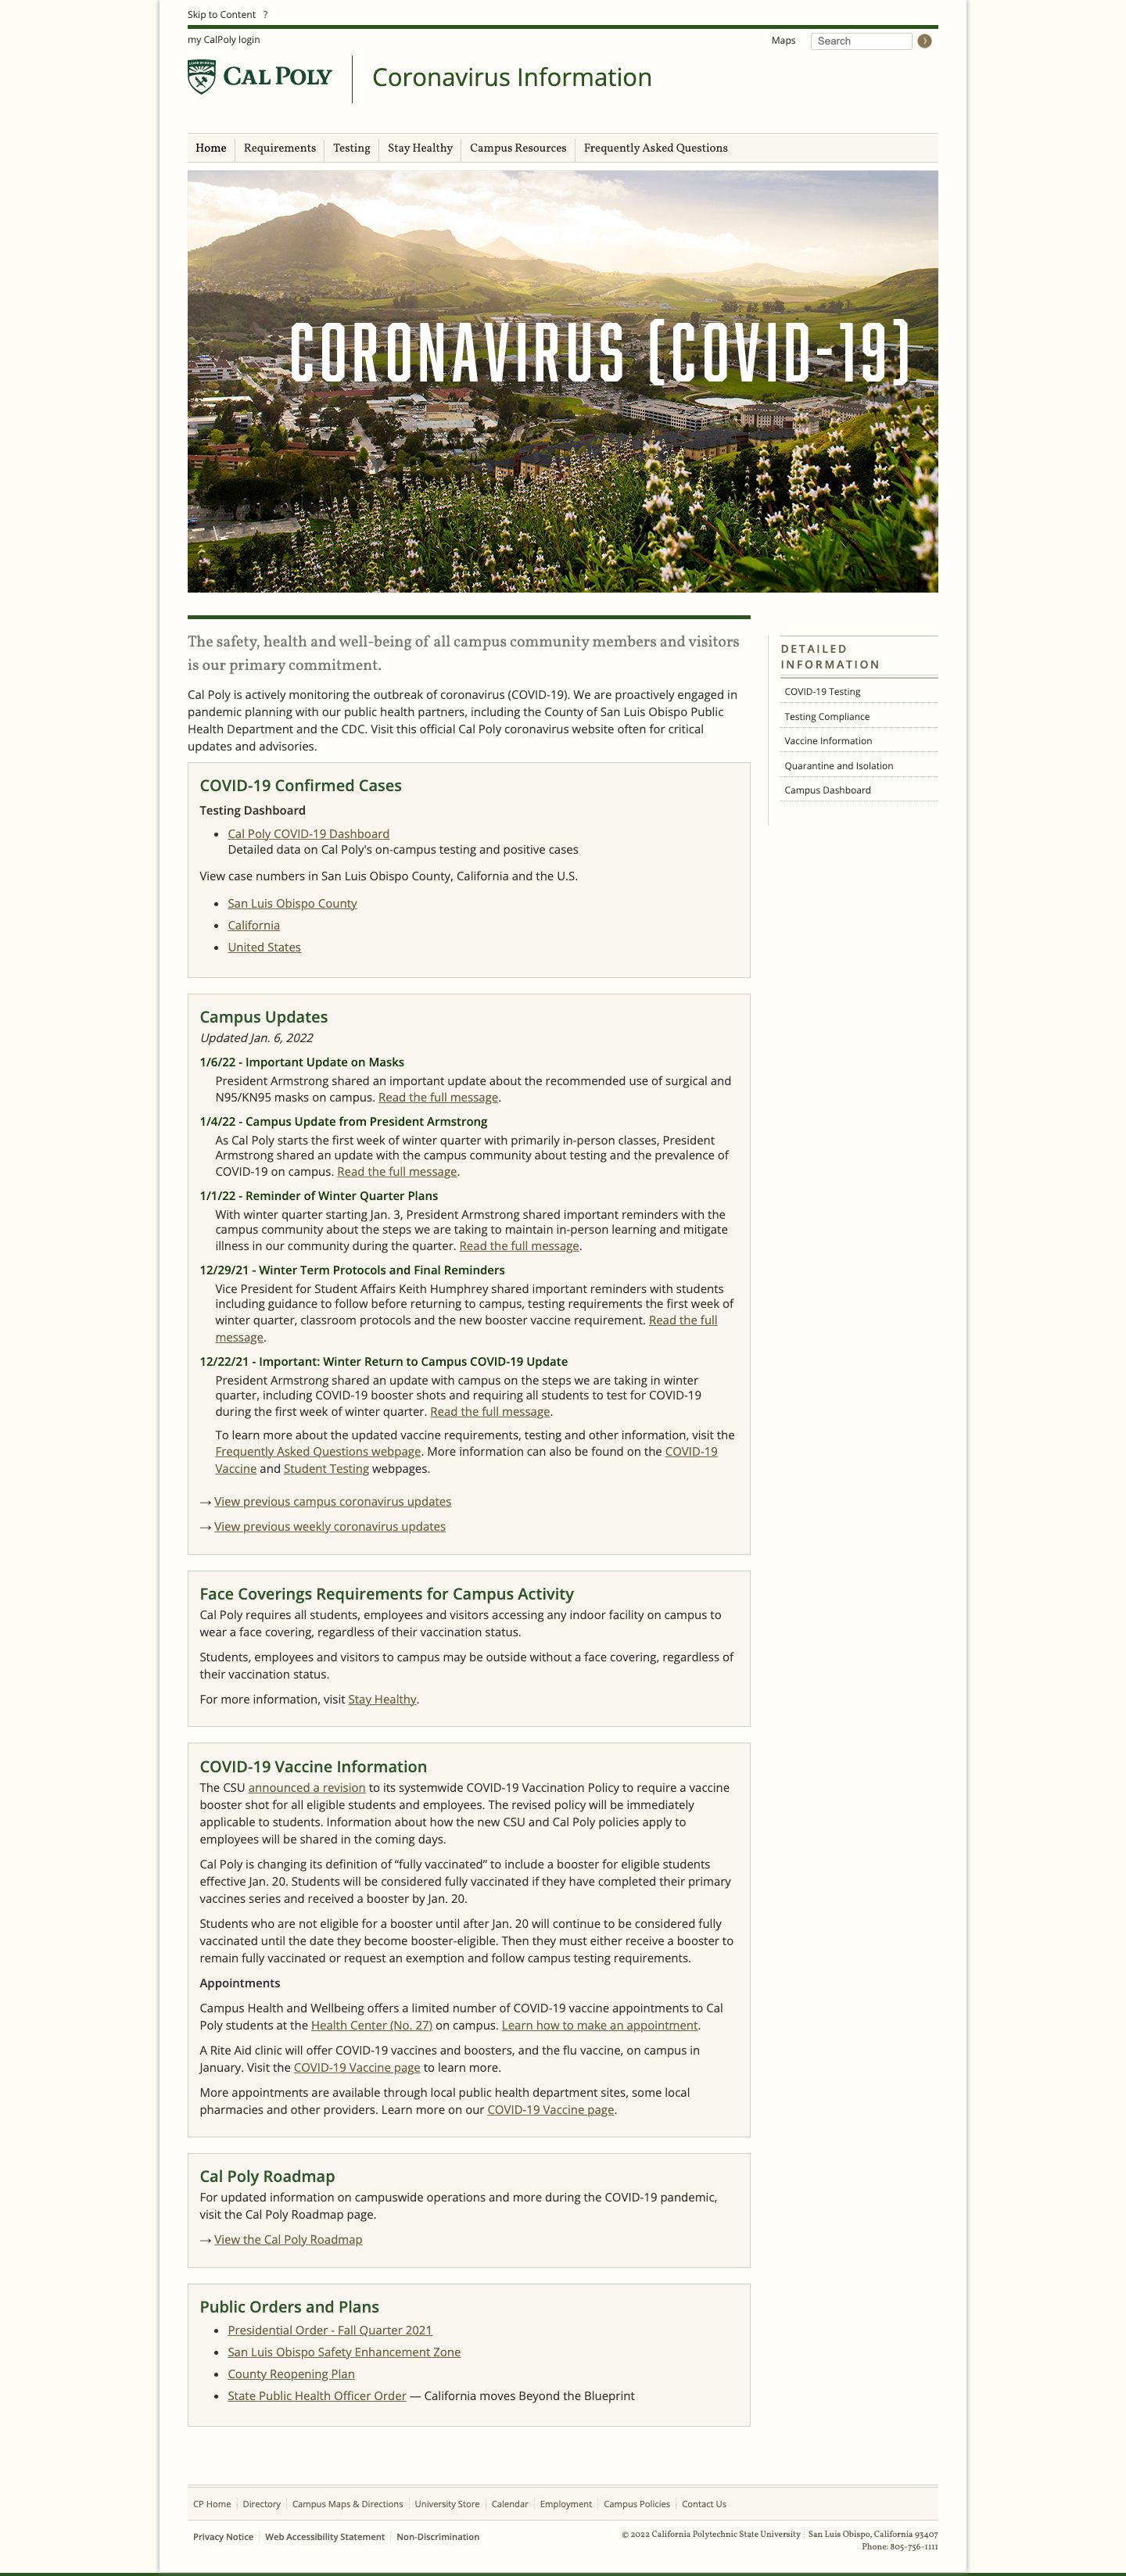 Skip to Content ?
my CalPoly login
Maps
Search
CAL POLY
Coronavirus Information
Home
Requirements
Testing
Stay Healthy
Campus Resources
Frequently Asked Questions
CORONAVIRUS (COVID-19)
The safety, health and well-being of all campus community members and visitors
is our primary commitment.
Cal Poly is actively monitoring the outbreak of coronavirus (COVID-19). We are proactively engaged in
pandemic planning with our public health partners, including the County of San Luis Obispo Public
Health Department and the CDC. Visit this official Cal Poly coronavirus website often for critical
updates and advisories.
DETAILED
INFORMATION
COVID-19 Testing
Testing Compliance
Vaccine Information
Quarantine and Isolation
Campus Dashboard
COVID-19 Confirmed Cases
Testing Dashboard
• Cal Poly COVID-19 Dashboard
Detailed data on Cal Poly's on-campus testing and positive cases
View case numbers in San Luis Obispo County, California and the U.S.
• San Luis Obispo County
• California
• United States
Campus Updates
Updated Jan. 6, 2022
1/6/22 - Important Update on Masks
President Armstrong shared an important update about the recommended use of surgical and
N95/KN95 masks on campus. Read the full message.
1/4/22 - Campus Update from President Armstrong
As Cal Poly starts the first week of winter quarter with primarily in-person classes, President
Armstrong shared an update with the campus community about testing and the prevalence of
COVID-19 on campus. Read the full message.
1/1/22 - Reminder of Winter Quarter Plans
With winter quarter starting Jan. 3, President Armstrong shared important reminders with the
campus community about the steps we are taking to maintain in-person learning and mitigate
illness in our community during the quarter. Read the full message.
12/29/21 - Winter Term Protocols and Final Reminders
Vice President for Student Affairs Keith Humphrey shared important reminders with students
including guidance to follow before returning to campus, testing requirements the first week of
winter quarter, classroom protocols and the new booster vaccine requirement. Read the full
message.
12/22/21 - Important: Winter Return to Campus COVID-19 Update
President Armstrong shared an update with campus on the steps we are taking in winter
quarter, including COVID-19 booster shots and requiring all students to test for COVID-19
during the first week of winter quarter. Read the full message.
To learn more about the updated vaccine requirements, testing and other information, visit the
Frequently Asked Questions webpage. More information can also be found on the COVID-19
Vaccine and Student Testing webpages.
→ View previous campus coronavirus updates
→ View previous weekly coronavirus updates
Face Coverings Requirements for Campus Activity
Cal Poly requires all students, employees and visitors accessing any indoor facility on campus to
wear a face covering, regardless of their vaccination status.
Students, employees and visitors to campus may be outside without a face covering, regardless of
their vaccination status.
For more information, visit Stay Healthy.
COVID-19 Vaccine Information
The CSU announced a revision to its systemwide COVID-19 Vaccination Policy to require a vaccine
booster shot for all eligible students and employees. The revised policy will be immediately
applicable to students. Information about how the new CSU and Cal Poly policies apply to
employees will be shared in the coming days.
Cal Poly is changing its definition of “fully vaccinated” to include a booster for eligible students
effective Jan. 20. Students will be considered fully vaccinated if they have completed their primary
vaccines series and received a booster by Jan. 20.
Students who are not eligible for a booster until after Jan. 20 will continue to be considered fully
vaccinated until the date they become booster-eligible. Then they must either receive a booster to
remain fully vaccinated or request an exemption and follow campus testing requirements.
Appointments
Campus Health and Wellbeing offers a limited number of COVID-19 vaccine appointments to Cal
Poly students at the Health Center (No. 27) on campus. Learn how to make an appointment.
A Rite Aid clinic will offer COVID-19 vaccines and boosters, and the flu vaccine, on campus in
January. Visit the COVID-19 Vaccine page to learn more.
More appointments are available through local public health department sites, some local
pharmacies and other providers. Learn more on our COVID-19 Vaccine page.
Cal Poly Roadmap
For updated information on campuswide operations and more during the COVID-19 pandemic,
visit the Cal Poly Roadmap page.
→ View the Cal Poly Roadmap
Public Orders and Plans
• Presidential Order - Fall Quarter 2021
• San Luis Obispo Safety Enhancement Zone
• County Reopening Plan
• State Public Health Officer Order — California moves Beyond the Blueprint
CP Home
Directory
Campus Maps & Directions
University Store
Calendar
Employment
Campus Policies
Contact Us
Privacy Notice
Web Accessibility Statement
Non-Discrimination
© 2022 California Polytechnic State University San Luis Obispo, California 93407
Phone: 805-756-1111